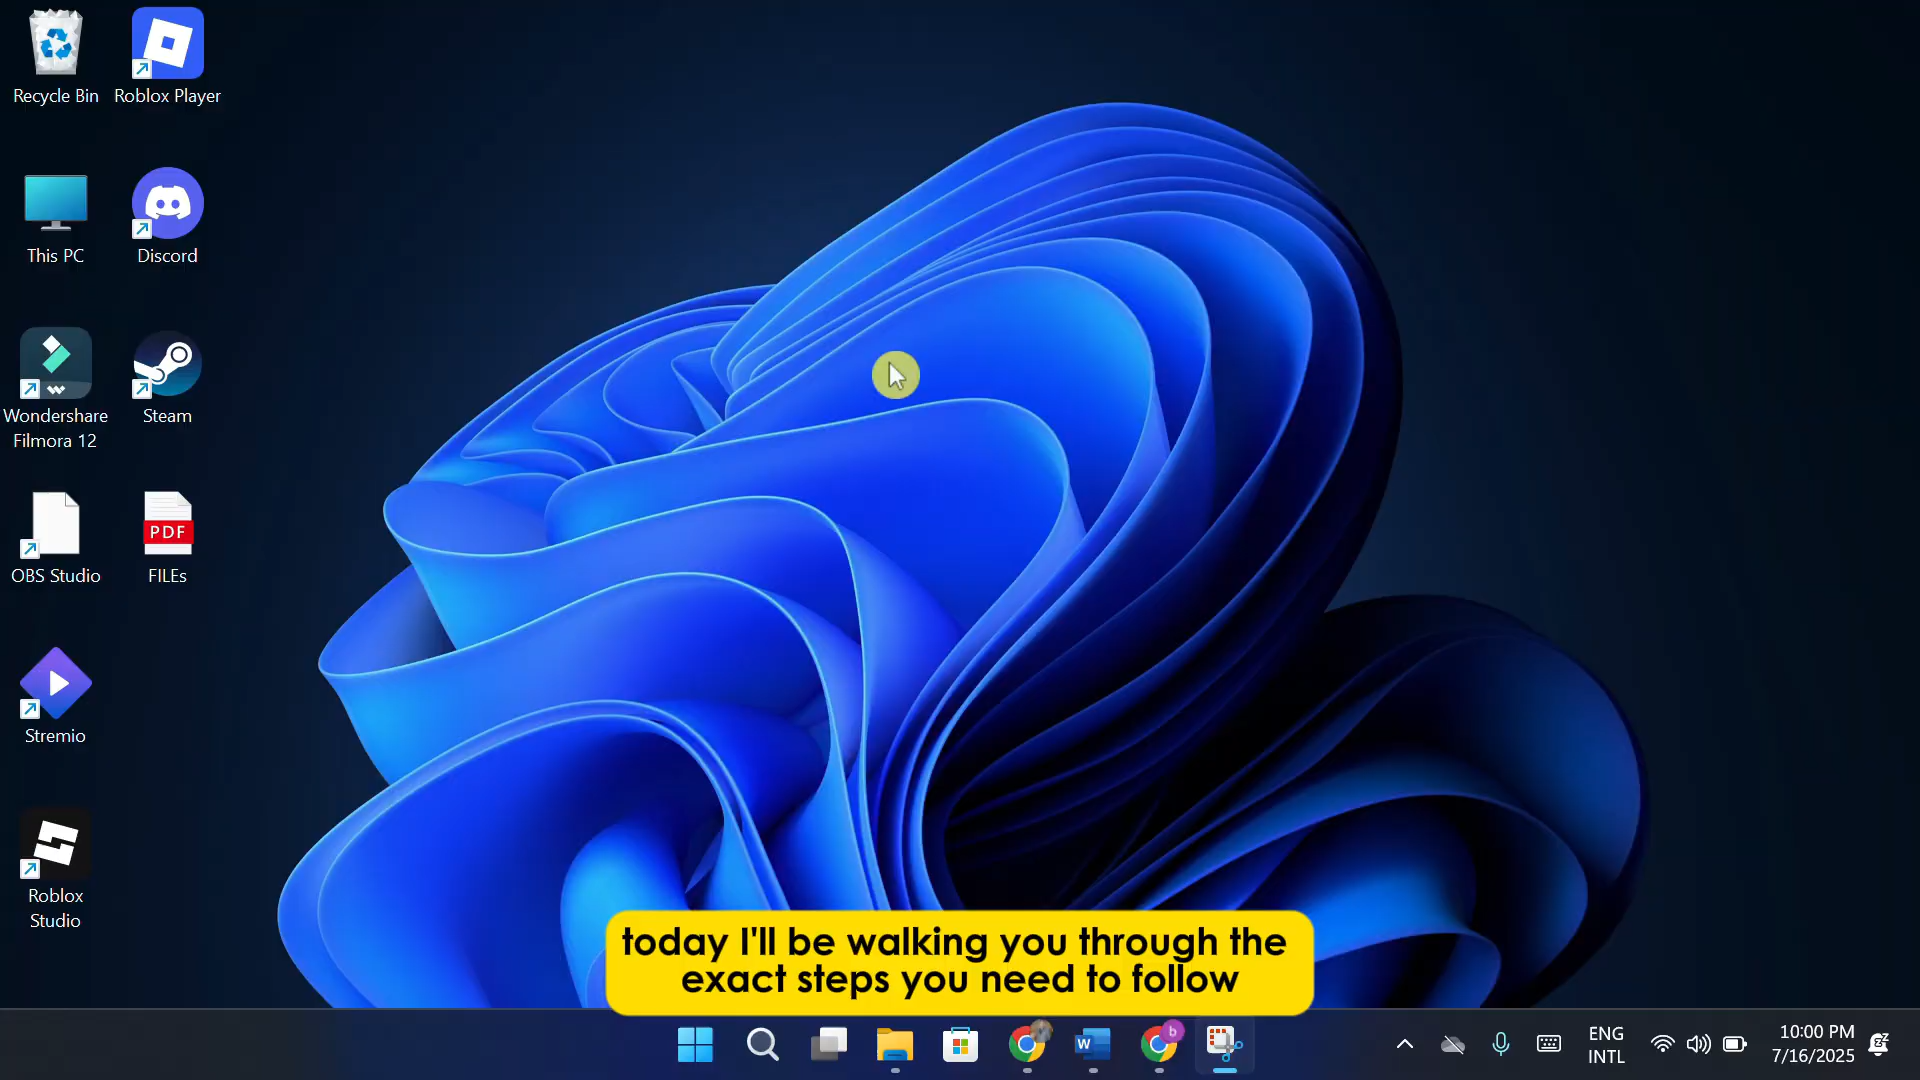 Recycle Bin
Roblox Player
This PC
Discord
Wondershare
Filmora 12
Steam
OBS Studio
PDF
FILEs
Stremio
Roblox
Studio
today I'll be walking you through the
exact steps you need to follow
W
b
ENG
INTL
10:00 PM
7/16/2025